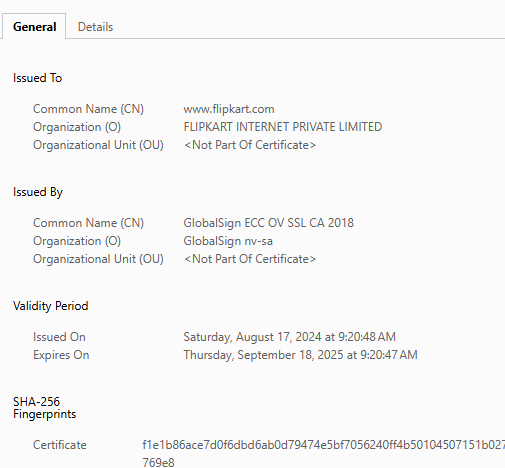 General Details
Issued To
Common Name (CN) www.flipkart.com
Organization (O) FLIPKART INTERNET PRIVATE LIMITED
Organizational Unit (OU) <Not Part Of Certificate>
Issued By
Common Name (CN) GlobalSign ECC OV SSL CA 2018
Organization (O) GlobalSign nv-sa
Organizational Unit (OU) <Not Part Of Certificate>
Validity Period
Issued On Saturday, August 17, 2024 at 9:20:48 AM
Expires On Thursday, September 18, 2025 at 9:20:47 AM
SHA-256
Fingerprints
Certificate f1e1b86ace7d0f6dbd6ab0d79474e5bf7056240ff4b50104507151b027
769e8